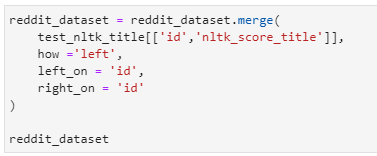 reddit_dataset = reddit_dataset.merge(
    test_nltk_title[['id','nltk_score_title']],
    how ='left',
    left_on = 'id',
    right_on = 'id'
)

reddit_dataset